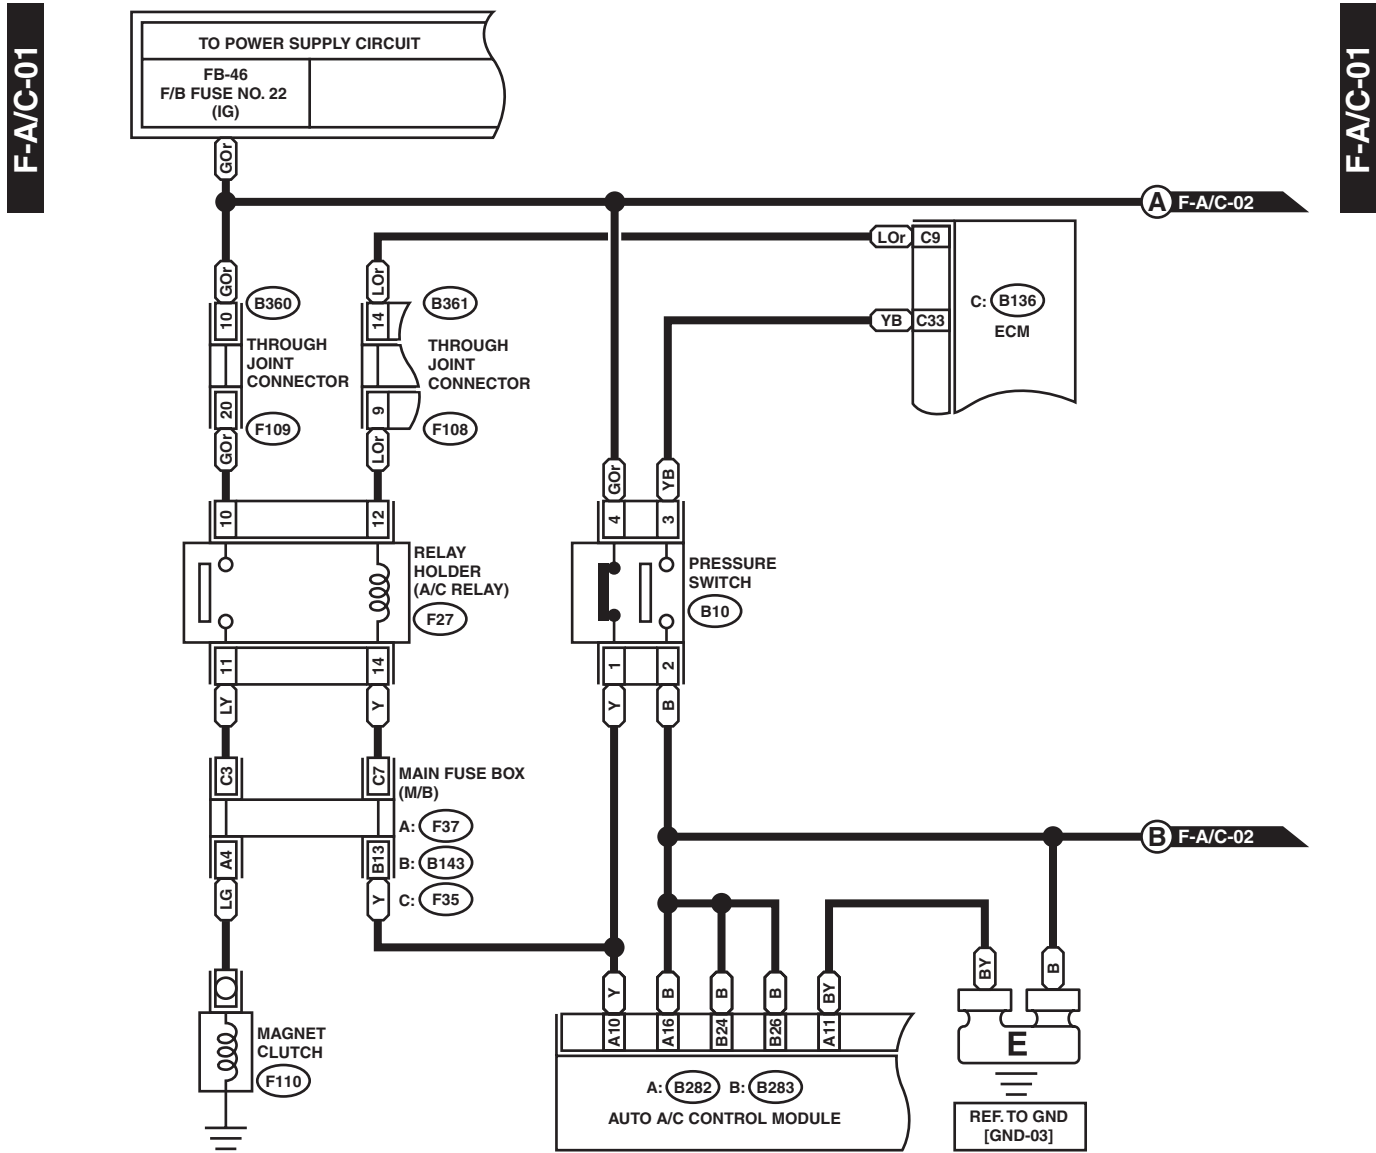 F-A/C-01
F-A/C-01
TO POWER SUPPLY CIRCUIT
FB-46
F/B FUSE NO. 22
(IG)
GOr
A F-A/C-02
LOr C9
YB C33
C: B136
ECM
GOr
LOr
10
B360
14
B361
THROUGH
JOINT
CONNECTOR
THROUGH
JOINT
CONNECTOR
20
F109
9
F108
GOr
LOr
GOr
YB
10
12
4
3
RELAY
HOLDER
(A/C RELAY)
F27
PRESSURE
SWITCH
B10
11
14
1
2
LY
Y
Y
B
C3
C7
MAIN FUSE BOX
(M/B)
A: F37
A4
B13
B: B143
LG
Y
C: F35
B F-A/C-02
Y
B
B
B
BY
BY
B
A10
A16
B24
B26
A11
E
MAGNET
CLUTCH
F110
A: B282 B: B283
AUTO A/C CONTROL MODULE
REF. TO GND
[GND-03]